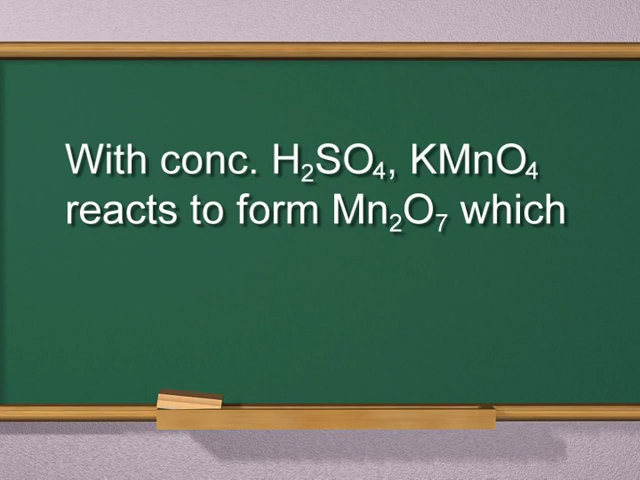 With conc. H₂SO₄, KMnO₄
reacts to form Mn₂O₇ which